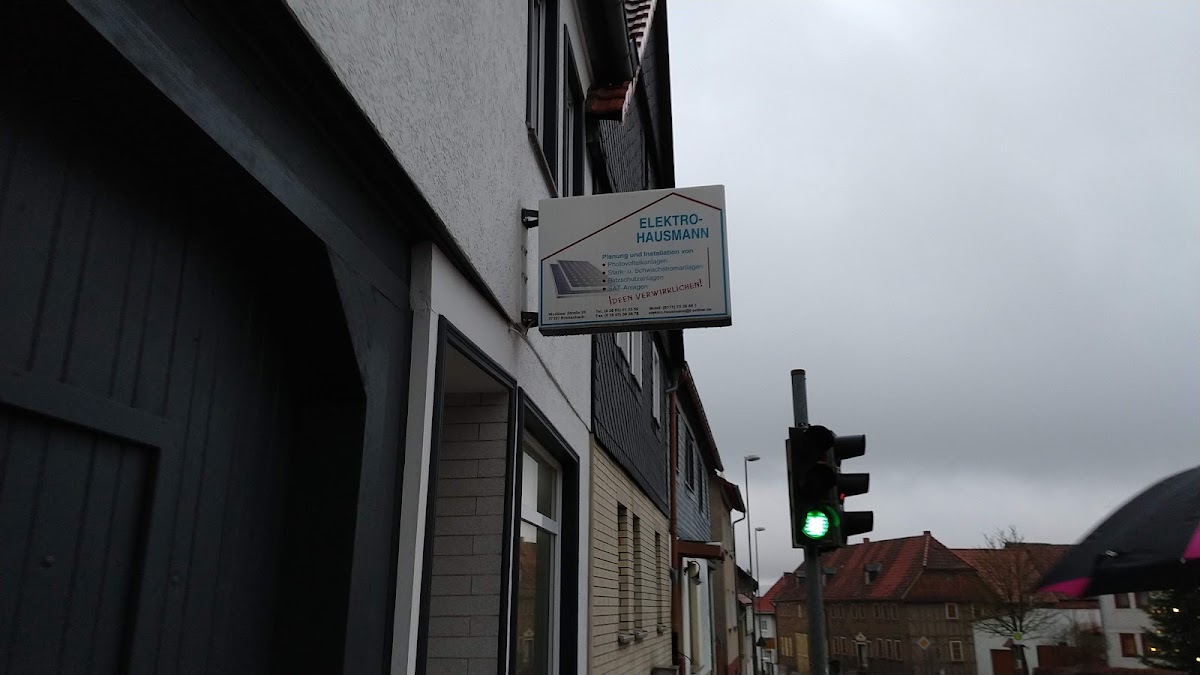 ELEKTRO-
HAUSMANN
Planung und Installation von
• Photovoltaikanlagen
• Stark- u. Schwachstromanlagen
• Blitzschutzanlagen
• SAT-Anlagen
IDEEN VERWIRKLICHEN!